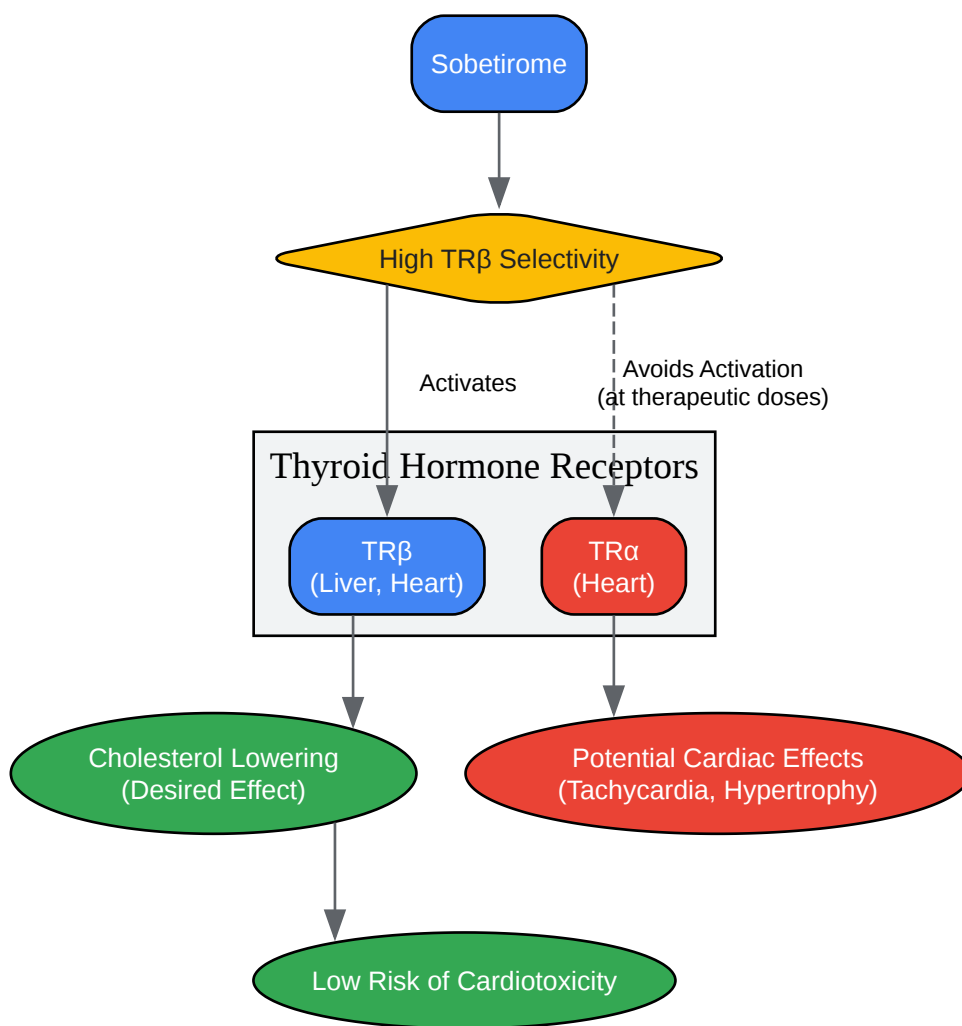 Sobetirome
High TRβ Selectivity
Activates
Avoids Activation
(at therapeutic doses)
Thyroid Hormone Receptors
TRβ
(Liver, Heart)
TRα
(Heart)
Cholesterol Lowering
(Desired Effect)
Potential Cardiac Effects
(Tachycardia, Hypertrophy)
Low Risk of Cardiotoxicity